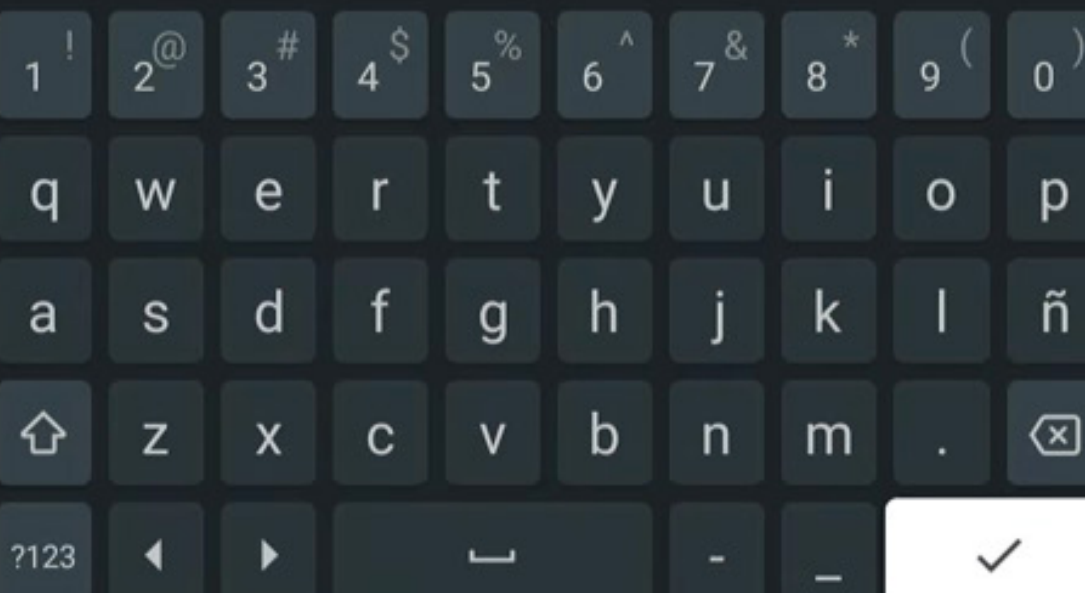 1 ! 2 @ 3 # 4 $ 5 % 6 ^ 7 & 8 * 9 ( 0 )
q w e r t y u i o p
a s d f g h j k l ñ
z x c v b n m .
?123 - _